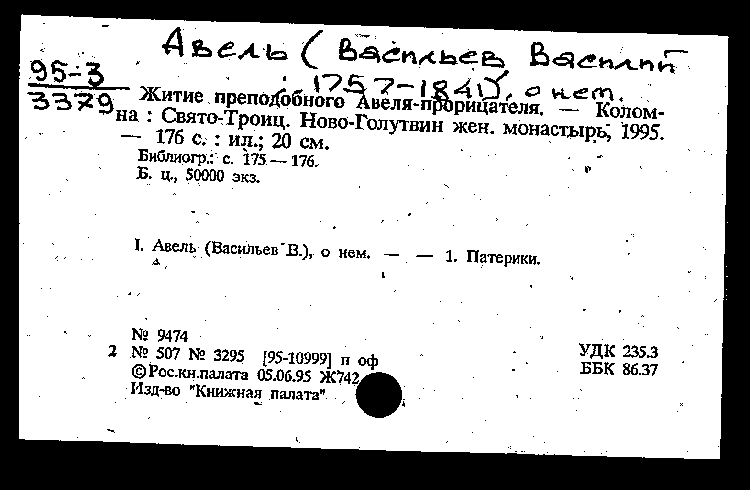 Авель (Васильев Василий
95-3
1757-1841), о нем.
3379
Житие преподобного Авеля-прорицателя. — Колом-
на : Свято-Троиц. Ново-Голутвин жен. монастырь, 1995.
— 176 с. : ил.; 20 см.
Библиогр.: с. 175 — 176.
Б. ц., 50000 экз.
I. Авель (Васильев В.), о нем. — — 1. Патерики.
№ 9474
2 № 507 № 3295 [95-10999] п оф
УДК 235.3
©Рос.кн.палата 05.06.95 Ж742
ББК 86.37
Изд-во "Книжная палата"